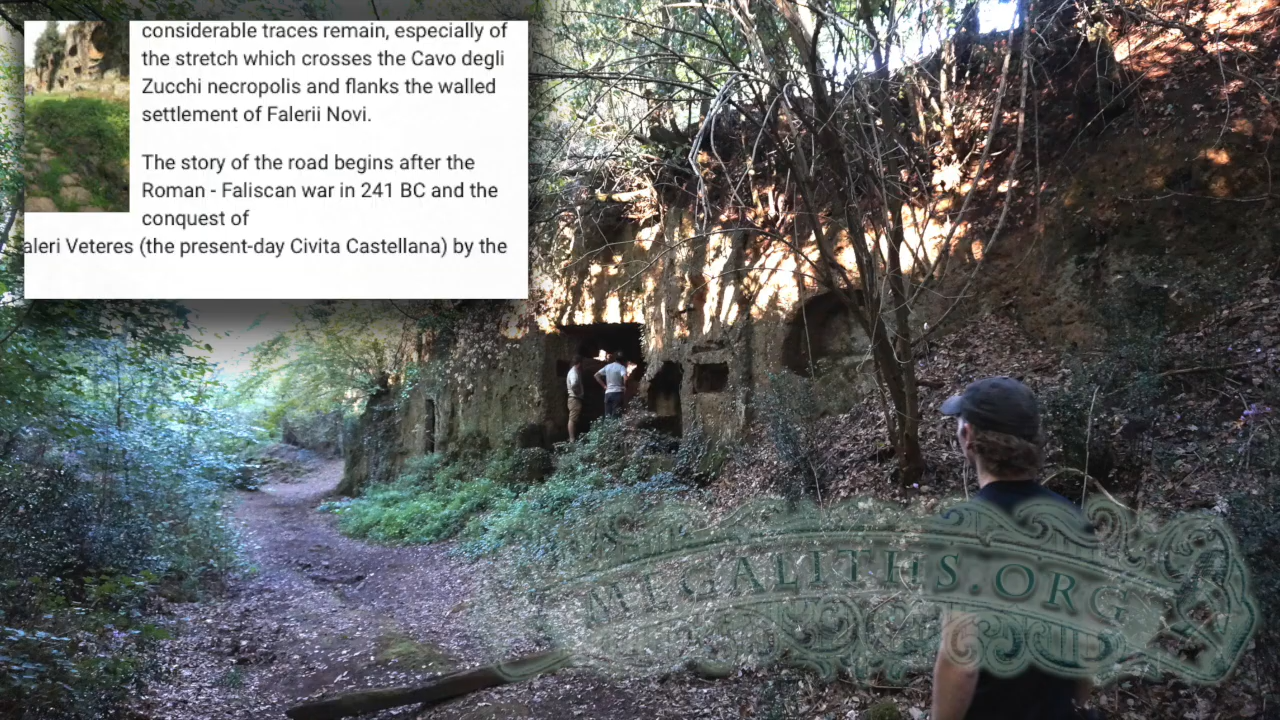 considerable traces remain, especially of
the stretch which crosses the Cavo degli
Zucchi necropolis and flanks the walled
settlement of Falerii Novi.
The story of the road begins after the
Roman - Faliscan war in 241 BC and the
conquest of
aleri Veteres (the present-day Civita Castellana) by the
MEGALITHS.ORG